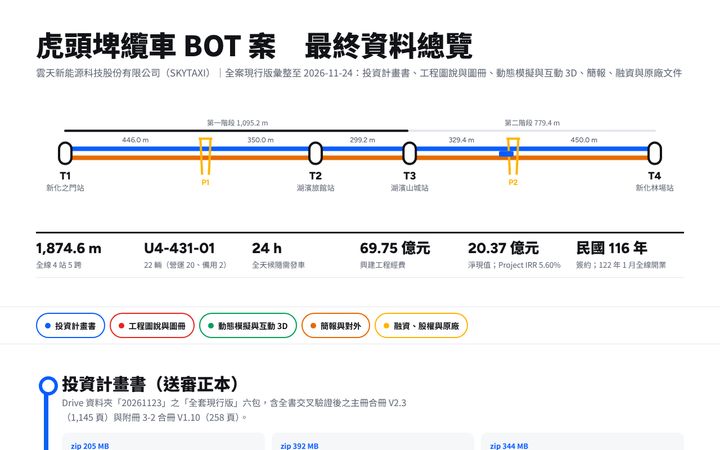 虎頭埤纜車 BOT 案　最終資料總覽
雲天新能源科技股份有限公司（SKYTAXI）｜全案現行版彙整至 2026-11-24：投資計畫書、工程圖說與圖冊、動態模擬與互動 3D、簡報、融資與原廠文件
第一階段 1,095.2 m
第二階段 779.4 m
446.0 m
350.0 m
299.2 m
329.4 m
450.0 m
T1
P1
T2
T3
P2
T4
新化之門站
湖濱旅館站
湖濱山城站
新化林場站
1,874.6 m
U4-431-01
24 h
69.75 億元
20.37 億元
民國 116 年
全線 4 站 5 跨
22 輛（營運 20、備用 2）
全天候隨需發車
興建工程經費
淨現值；Project IRR 5.60%
簽約；122 年 1 月全線開業
投資計畫書
工程圖說與圖冊
動態模擬與互動 3D
簡報與對外
融資、股權與原廠
投資計畫書（送審正本）
Drive 資料夾「20261123」之「全套現行版」六包，含全書交叉驗證後之主冊合冊 V2.3
（1,145 頁）與附冊 3-2 合冊 V1.10（258 頁）。
zip 205 MB
zip 392 MB
zip 344 MB